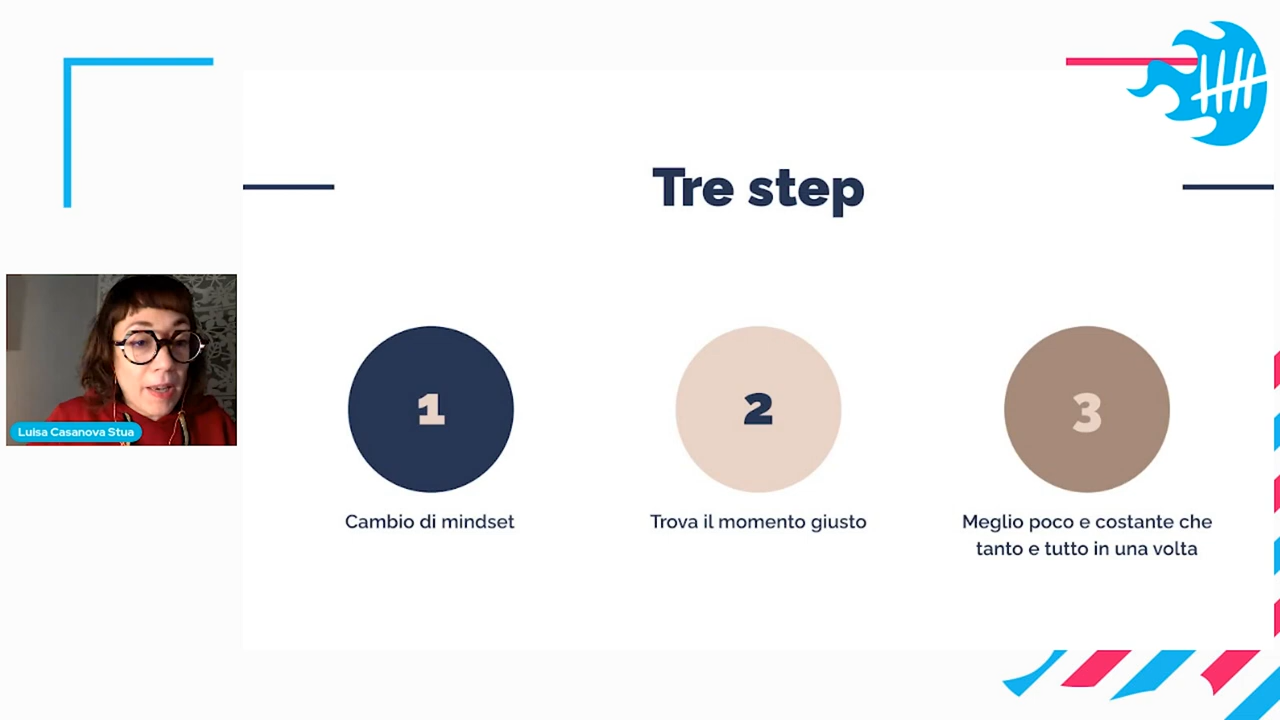 Tre step
1
2
3
Cambio di mindset
Trova il momento giusto
Meglio poco e costante che
tanto e tutto in una volta
Luisa Casanova Stua